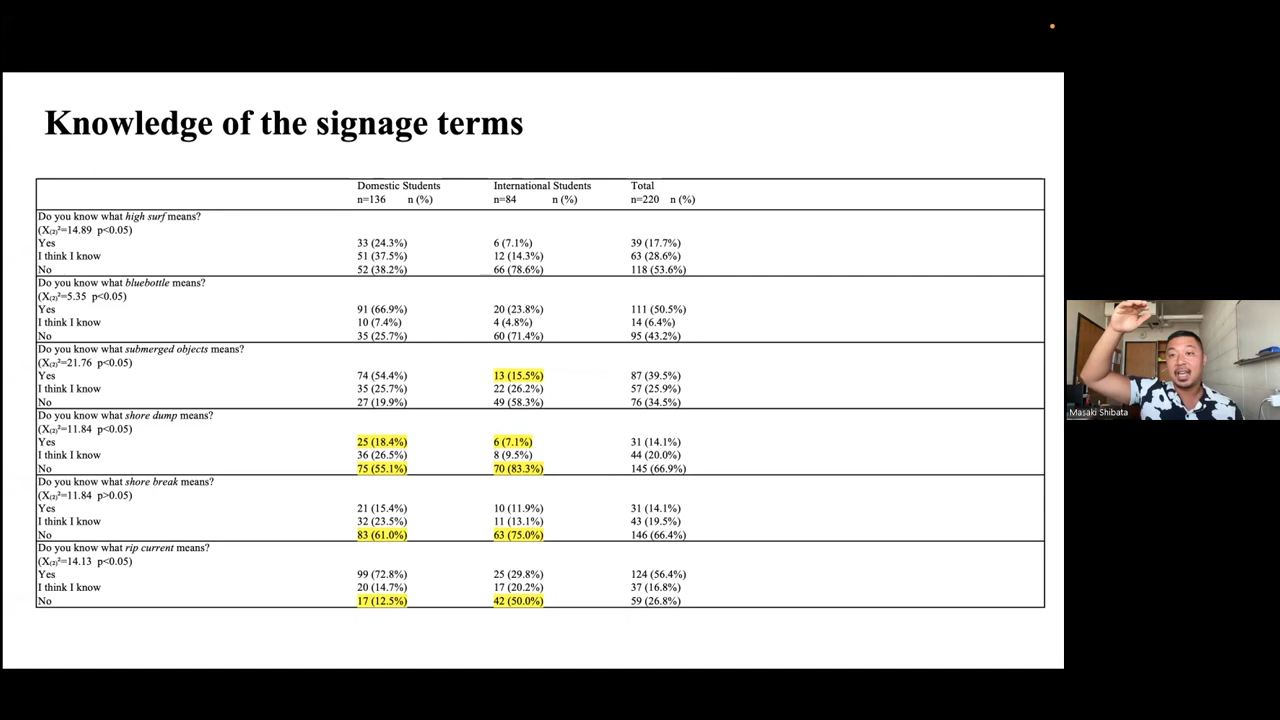 Knowledge of the signage terms
Domestic Students International Students Total
n=136 n (%) n=84 n (%) n=220 n (%)
Do you know what high surf means?
(X₍₂₎²=14.89 p<0.05)
Yes 33 (24.3%) 6 (7.1%) 39 (17.7%)
I think I know 51 (37.5%) 12 (14.3%) 63 (28.6%)
No 52 (38.2%) 66 (78.6%) 118 (53.6%)
Do you know what bluebottle means?
(X₍₂₎²=5.35 p<0.05)
Yes 91 (66.9%) 20 (23.8%) 111 (50.5%)
I think I know 10 (7.4%) 4 (4.8%) 14 (6.4%)
No 35 (25.7%) 60 (71.4%) 95 (43.2%)
Do you know what submerged objects means?
(X₍₂₎²=21.76 p<0.05)
Yes 74 (54.4%) 13 (15.5%) 87 (39.5%)
I think I know 35 (25.7%) 22 (26.2%) 57 (25.9%)
No 27 (19.9%) 49 (58.3%) 76 (34.5%)
Do you know what shore dump means?
(X₍₂₎²=11.84 p<0.05)
Yes 25 (18.4%) 6 (7.1%) 31 (14.1%)
I think I know 36 (26.5%) 8 (9.5%) 44 (20.0%)
No 75 (55.1%) 70 (83.3%) 145 (66.9%)
Do you know what shore break means?
(X₍₂₎²=11.84 p>0.05)
Yes 21 (15.4%) 10 (11.9%) 31 (14.1%)
I think I know 32 (23.5%) 11 (13.1%) 43 (19.5%)
No 83 (61.0%) 63 (75.0%) 146 (66.4%)
Do you know what rip current means?
(X₍₂₎²=14.13 p<0.05)
Yes 99 (72.8%) 25 (29.8%) 124 (56.4%)
I think I know 20 (14.7%) 17 (20.2%) 37 (16.8%)
No 17 (12.5%) 42 (50.0%) 59 (26.8%)
Masaki Shibata